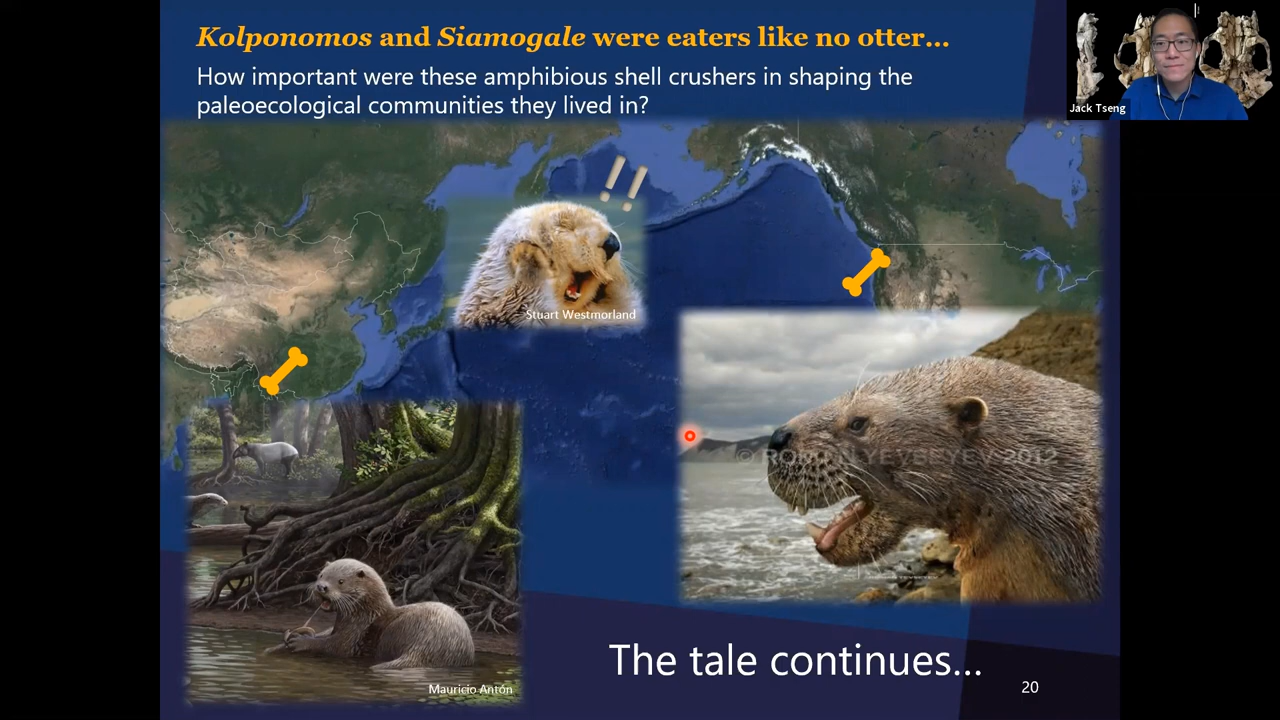 Kolponomos and Siamogale were eaters like no otter...
How important were these amphibious shell crushers in shaping the
paleoecological communities they lived in?
Jack Tseng
!!
Stuart Westmorland
© ROMAN YEVSEYEV 2012
Mauricio Antón
The tale continues...
20